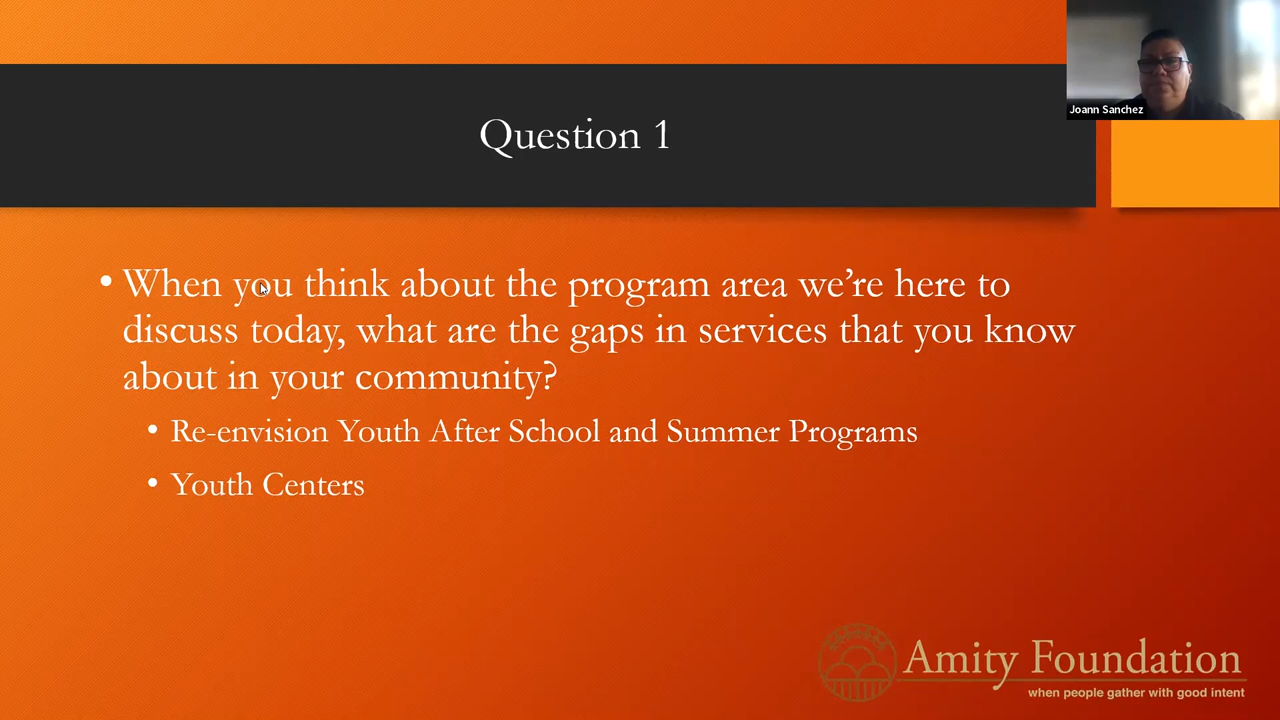 Joann Sanchez
Question 1
• When you think about the program area we’re here to
discuss today, what are the gaps in services that you know
about in your community?
• Re-envision Youth After School and Summer Programs
• Youth Centers
Amity Foundation
when people gather with good intent